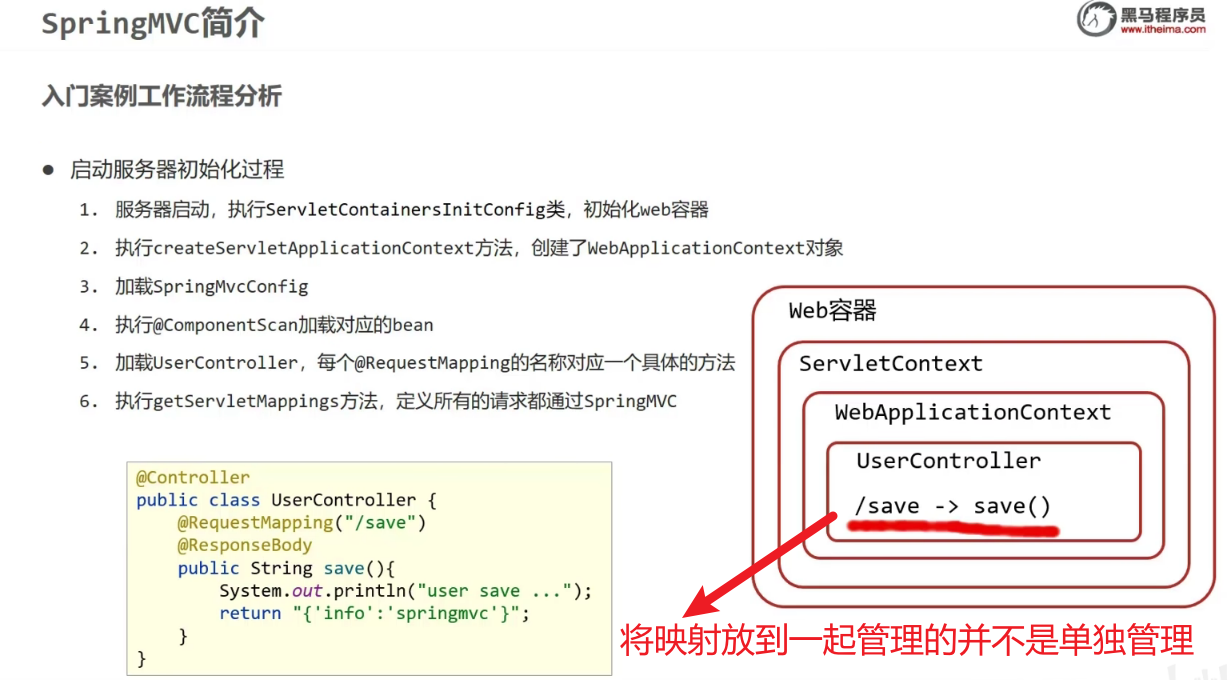 SpringMVC简介
黑马程序员
www.itheima.com
入门案例工作流程分析
● 启动服务器初始化过程
1. 服务器启动，执行ServletContainersInitConfig类，初始化web容器
2. 执行createServletApplicationContext方法，创建了WebApplicationContext对象
3. 加载SpringMvcConfig
4. 执行@ComponentScan加载对应的bean
5. 加载UserController，每个@RequestMapping的名称对应一个具体的方法
6. 执行getServletMappings方法，定义所有的请求都通过SpringMVC
@Controller
public class UserController {
@RequestMapping("/save")
@ResponseBody
public String save(){
System.out.println("user save ...");
return "{'info':'springmvc'}";
}
}
Web容器
ServletContext
WebApplicationContext
UserController
/save -> save()
将映射放到一起管理的并不是单独管理